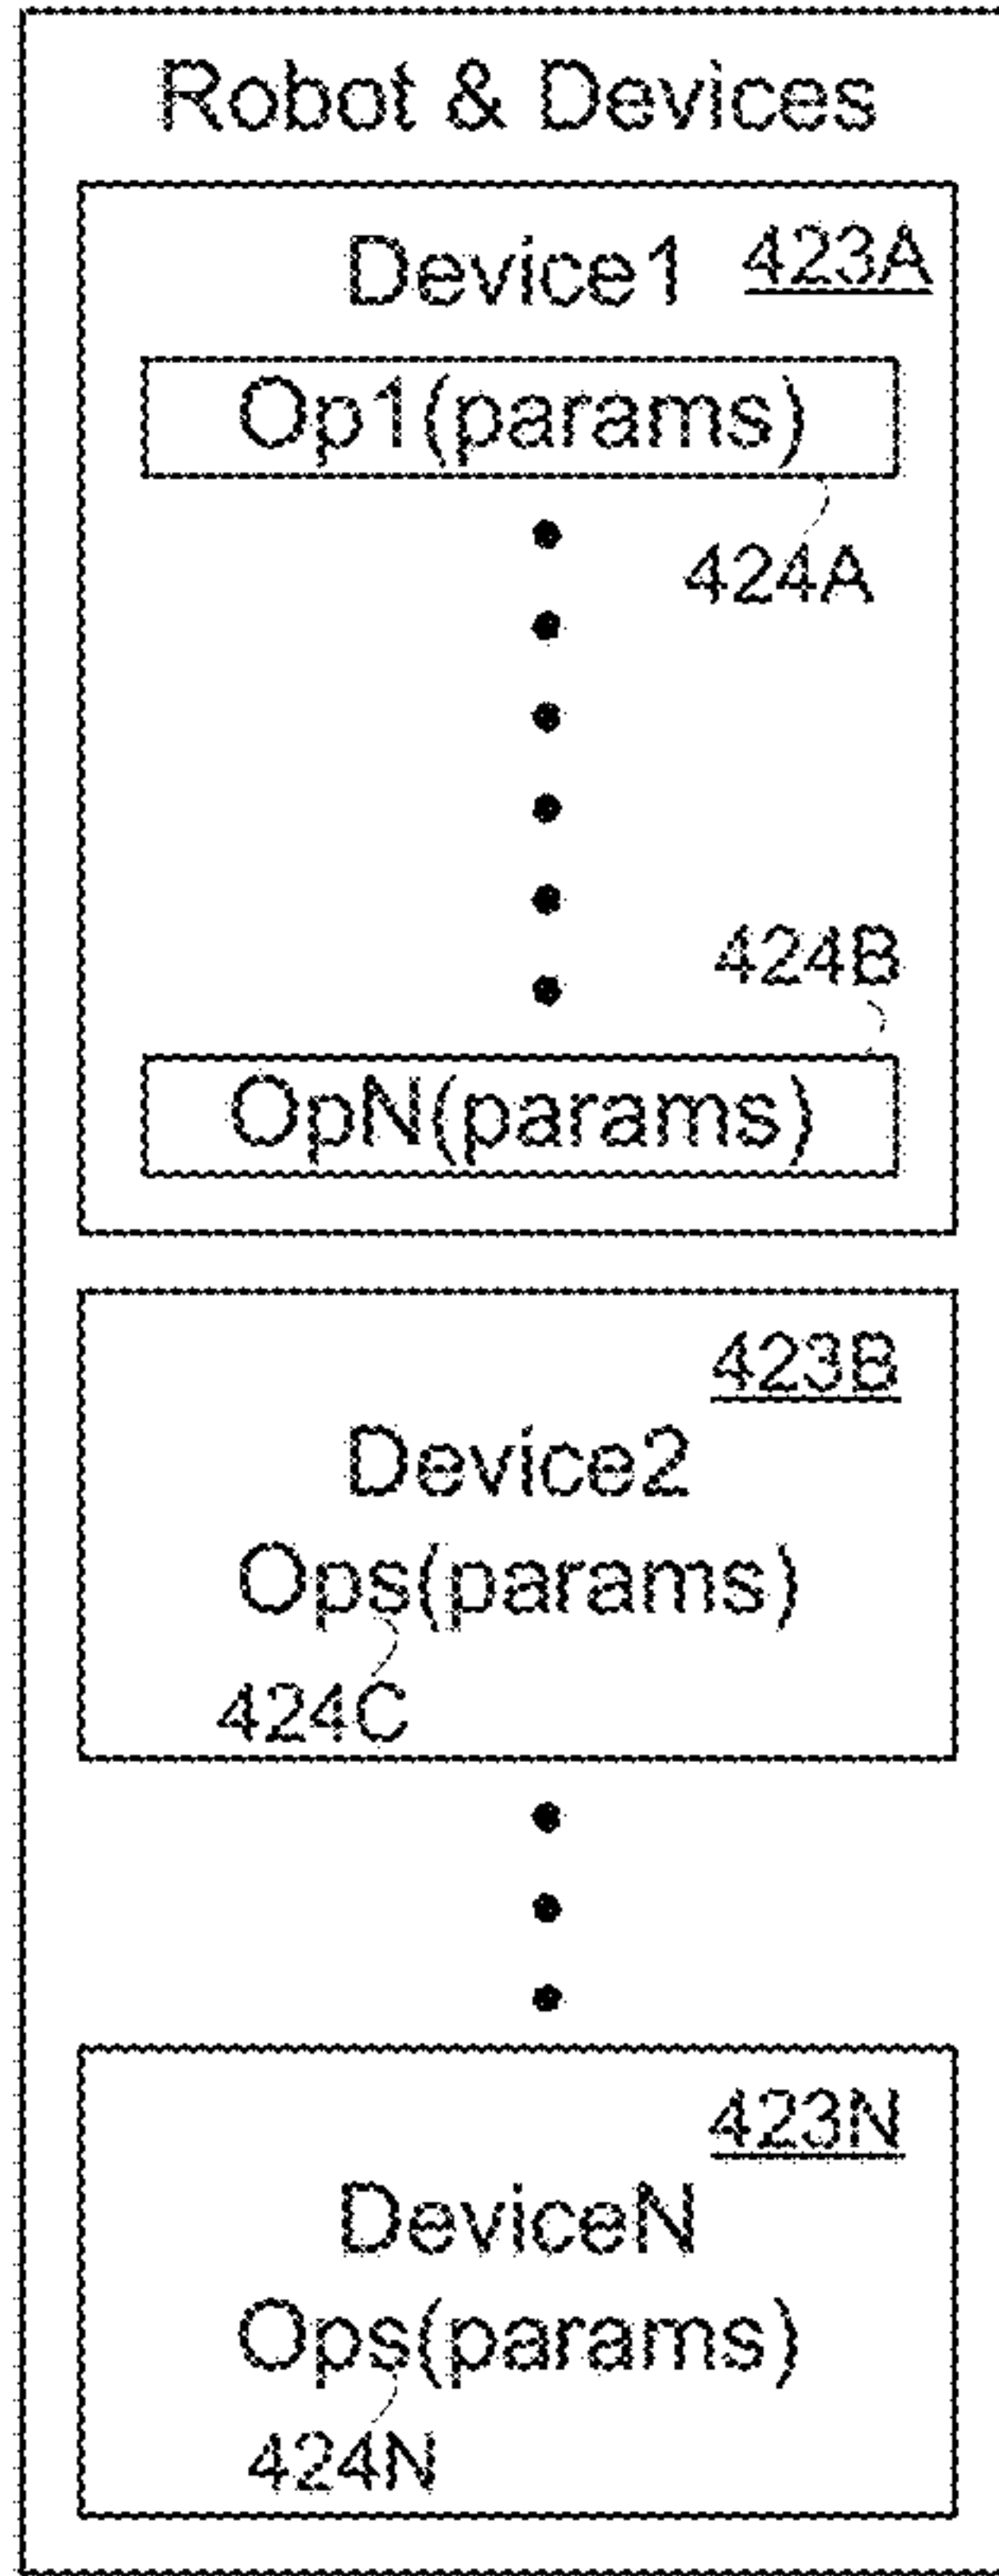 Robot & Devices
Device1 423A
Op1(params)
424A
424B
OpN(params)
423B
Device2
Ops(params)
424C
423N
DeviceN
Ops(params)
424N